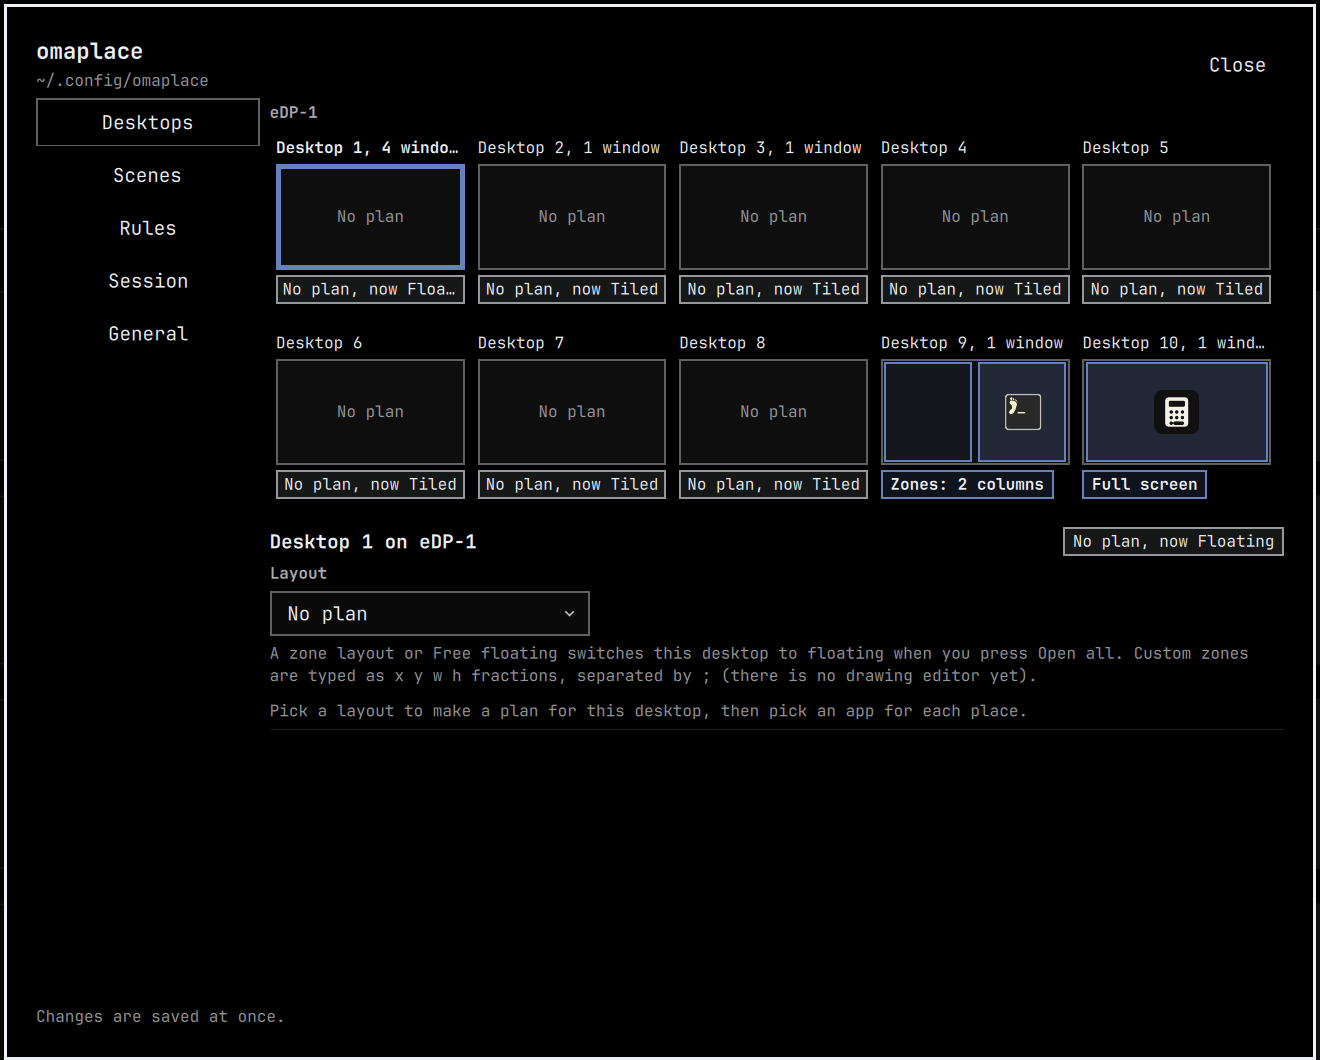 omaplace
~/.config/omaplace
Close
Desktops
Scenes
Rules
Session
General
eDP-1
Desktop 1, 4 windo…
Desktop 2, 1 window
Desktop 3, 1 window
Desktop 4
Desktop 5
No plan
No plan
No plan
No plan
No plan
No plan, now Floa…
No plan, now Tiled
No plan, now Tiled
No plan, now Tiled
No plan, now Tiled
Desktop 6
Desktop 7
Desktop 8
Desktop 9, 1 window
Desktop 10, 1 wind…
No plan
No plan
No plan
No plan, now Tiled
No plan, now Tiled
No plan, now Tiled
Zones: 2 columns
Full screen
Desktop 1 on eDP-1
No plan, now Floating
Layout
No plan
A zone layout or Free floating switches this desktop to floating when you press Open all. Custom zones
are typed as x y w h fractions, separated by ; (there is no drawing editor yet).
Pick a layout to make a plan for this desktop, then pick an app for each place.
Changes are saved at once.